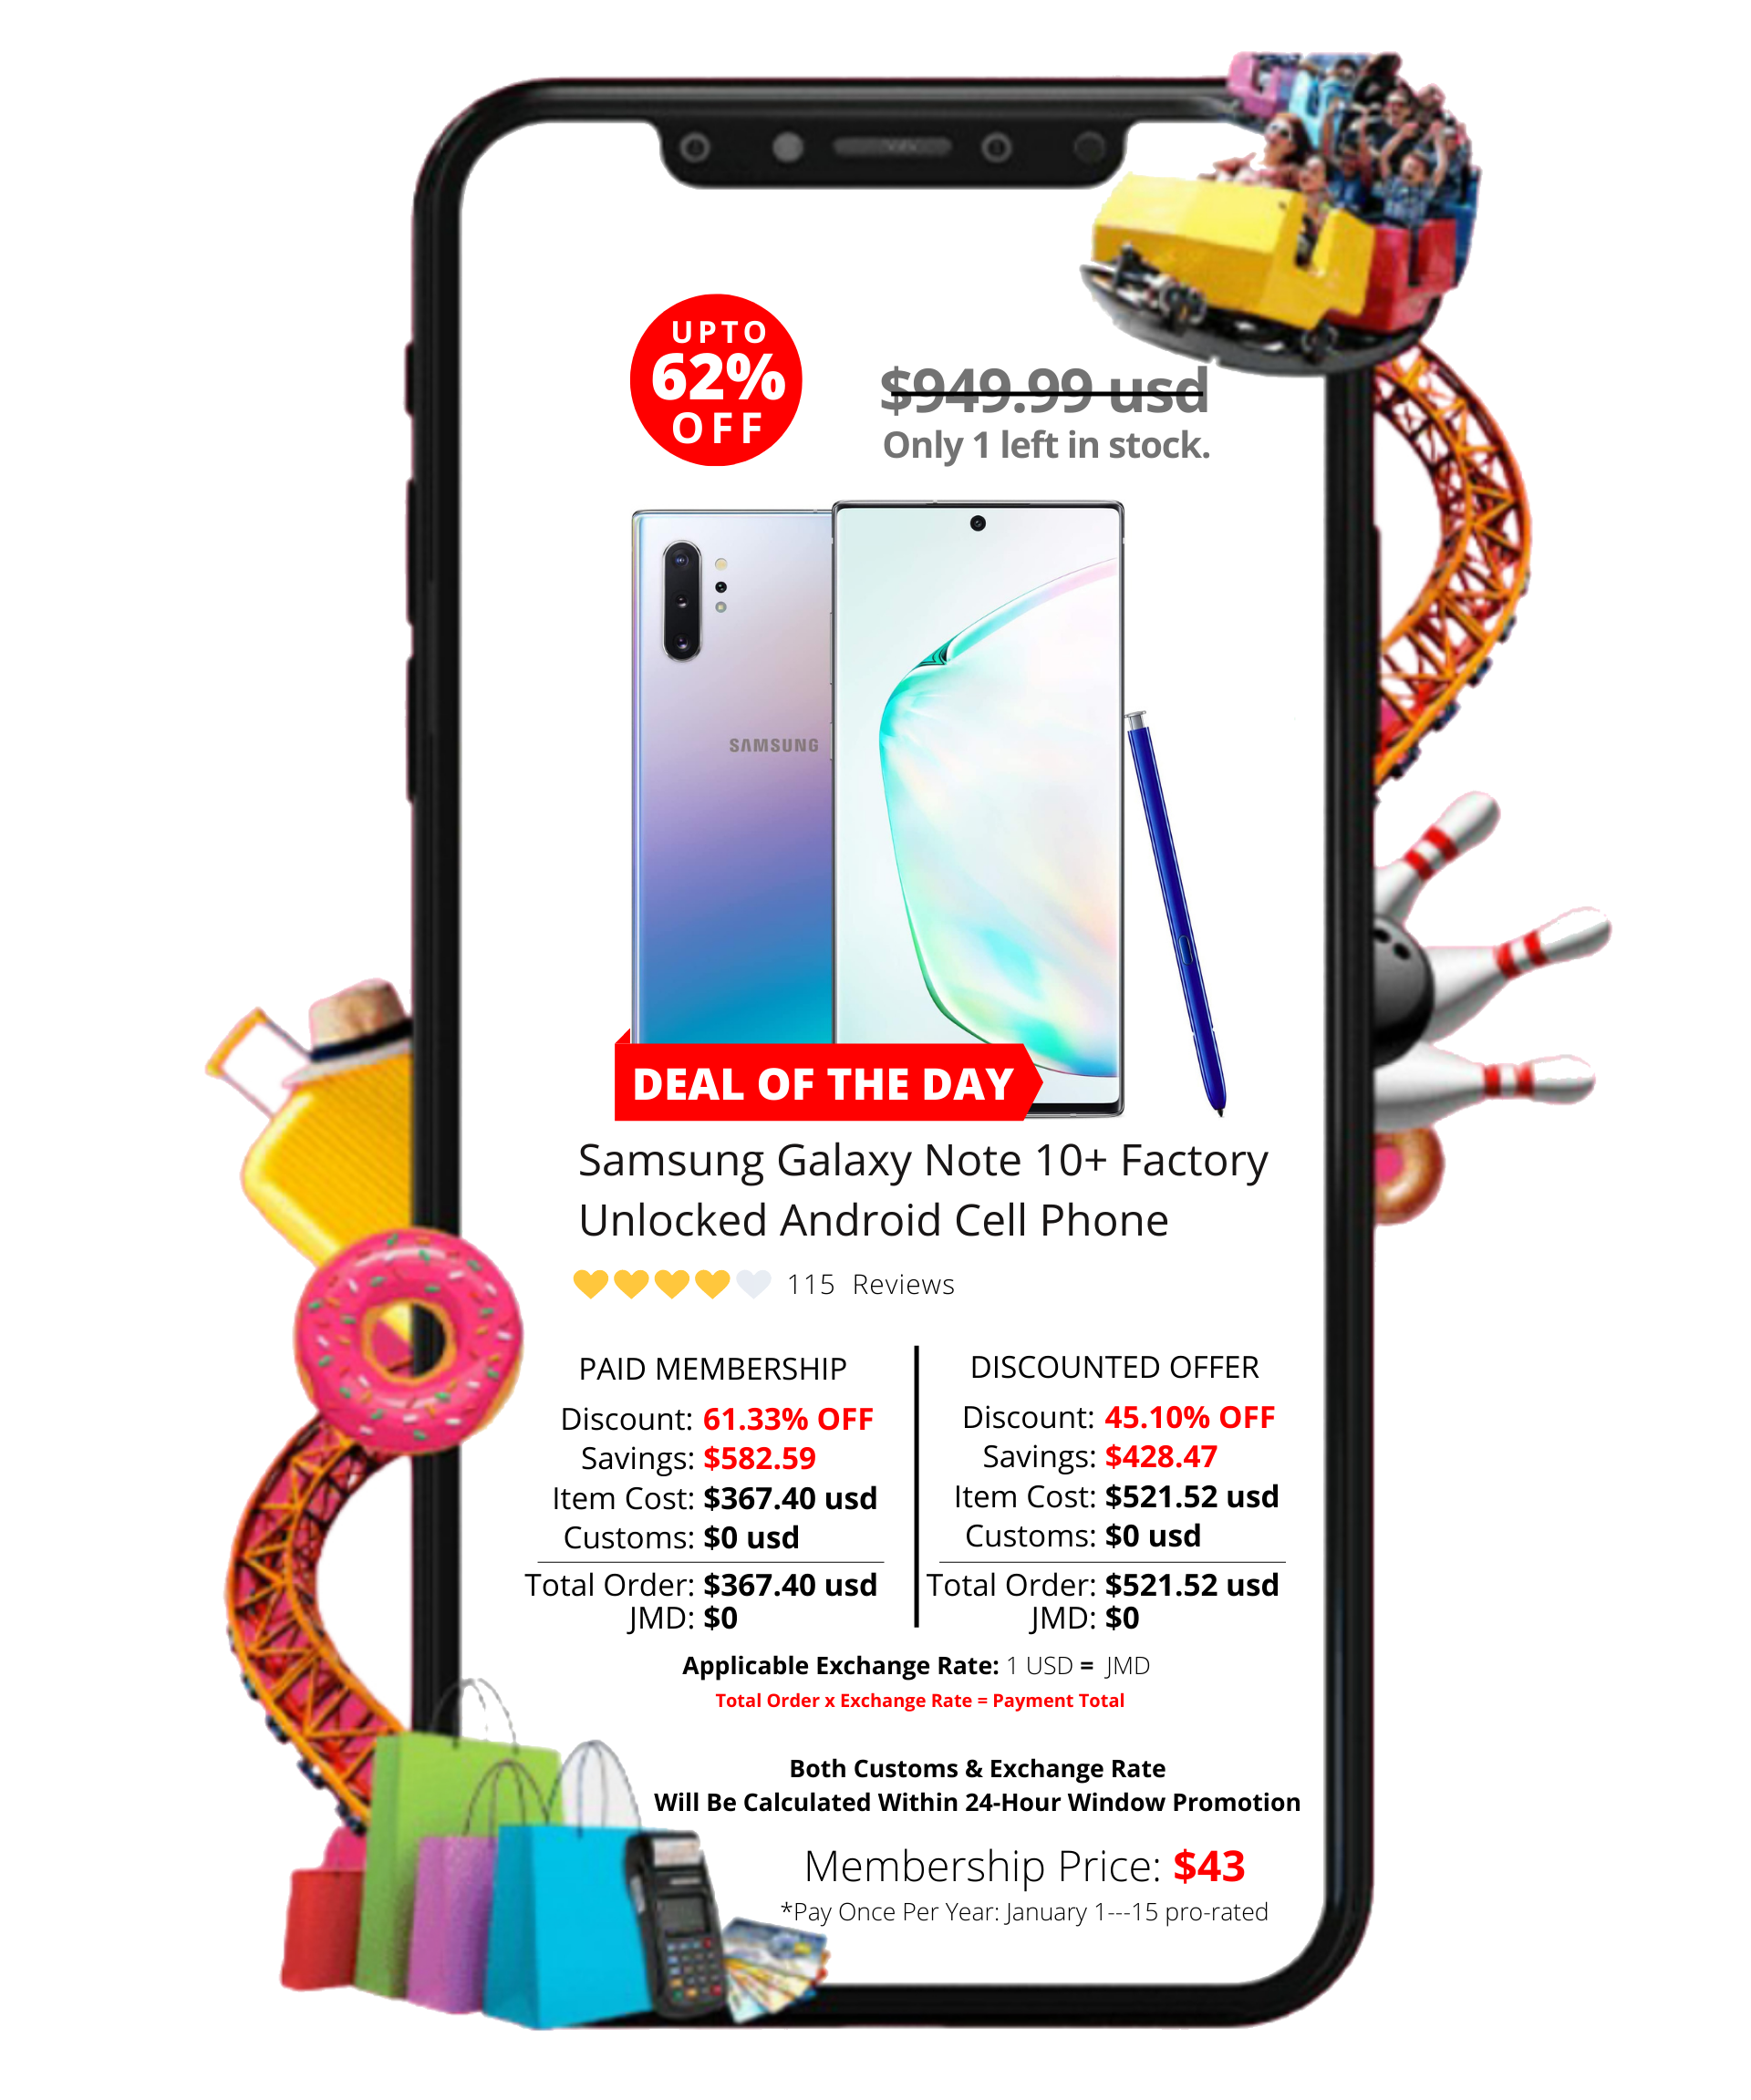 UPTO
62%
OFF
$949.99 usd
Only 1 left in stock.
SAMSUNG
DEAL OF THE DAY
Samsung Galaxy Note 10+ Factory
Unlocked Android Cell Phone
115 Reviews
PAID MEMBERSHIP
Discount: 61.33% OFF
Savings: $582.59
Item Cost: $367.40 usd
Customs: $0 usd
Total Order: $367.40 usd
JMD: $0
DISCOUNTED OFFER
Discount: 45.10% OFF
Savings: $428.47
Item Cost: $521.52 usd
Customs: $0 usd
Total Order: $521.52 usd
JMD: $0
Applicable Exchange Rate: 1 USD = JMD
Total Order x Exchange Rate = Payment Total
Both Customs & Exchange Rate
Will Be Calculated Within 24-Hour Window Promotion
Membership Price: $43
*Pay Once Per Year: January 1---15 pro-rated